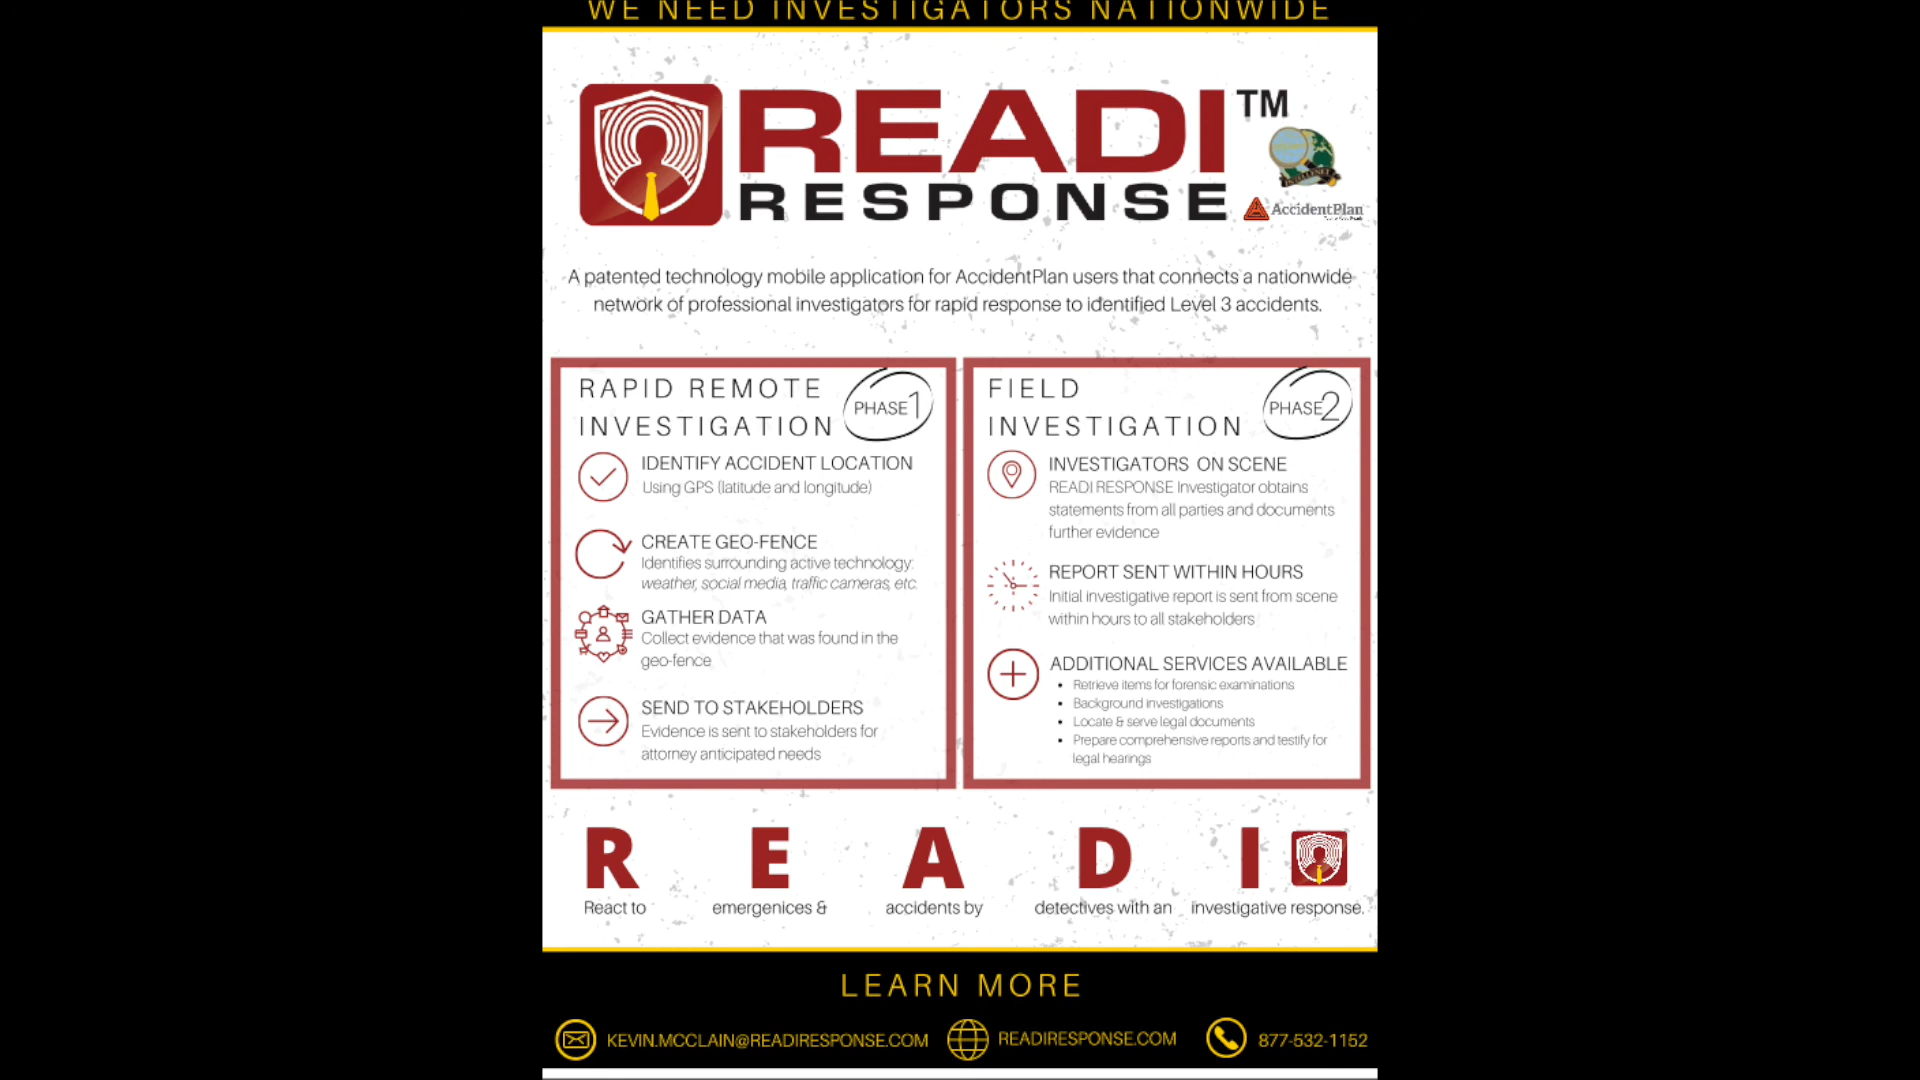 WE NEED INVESTIGATORS NATIONWIDE
READI TM
RESPONSE
INTELLENET
AccidentPlan
A patented technology mobile application for AccidentPlan users that connects a nationwide
network of professional investigators for rapid response to identified Level 3 accidents.
RAPID REMOTE
INVESTIGATION
PHASE 1
IDENTIFY ACCIDENT LOCATION
Using GPS (latitude and longitude)
CREATE GEO-FENCE
Identifies surrounding active technology:
weather, social media, traffic cameras, etc.
GATHER DATA
Collect evidence that was found in the
geo-fence
SEND TO STAKEHOLDERS
Evidence is sent to stakeholders for
attorney anticipated needs
FIELD
INVESTIGATION
PHASE 2
INVESTIGATORS ON SCENE
READI RESPONSE Investigator obtains
statements from all parties and documents
further evidence
REPORT SENT WITHIN HOURS
Initial investigative report is sent from scene
within hours to all stakeholders
ADDITIONAL SERVICES AVAILABLE
• Retrieve items for forensic examinations
• Background investigations
• Locate & serve legal documents
• Prepare comprehensive reports and testify for
legal hearings
R E A D I
React to emergenices & accidents by detectives with an investigative response.
LEARN MORE
KEVIN.MCCLAIN@READIRESPONSE.COM READIRESPONSE.COM 877-532-1152